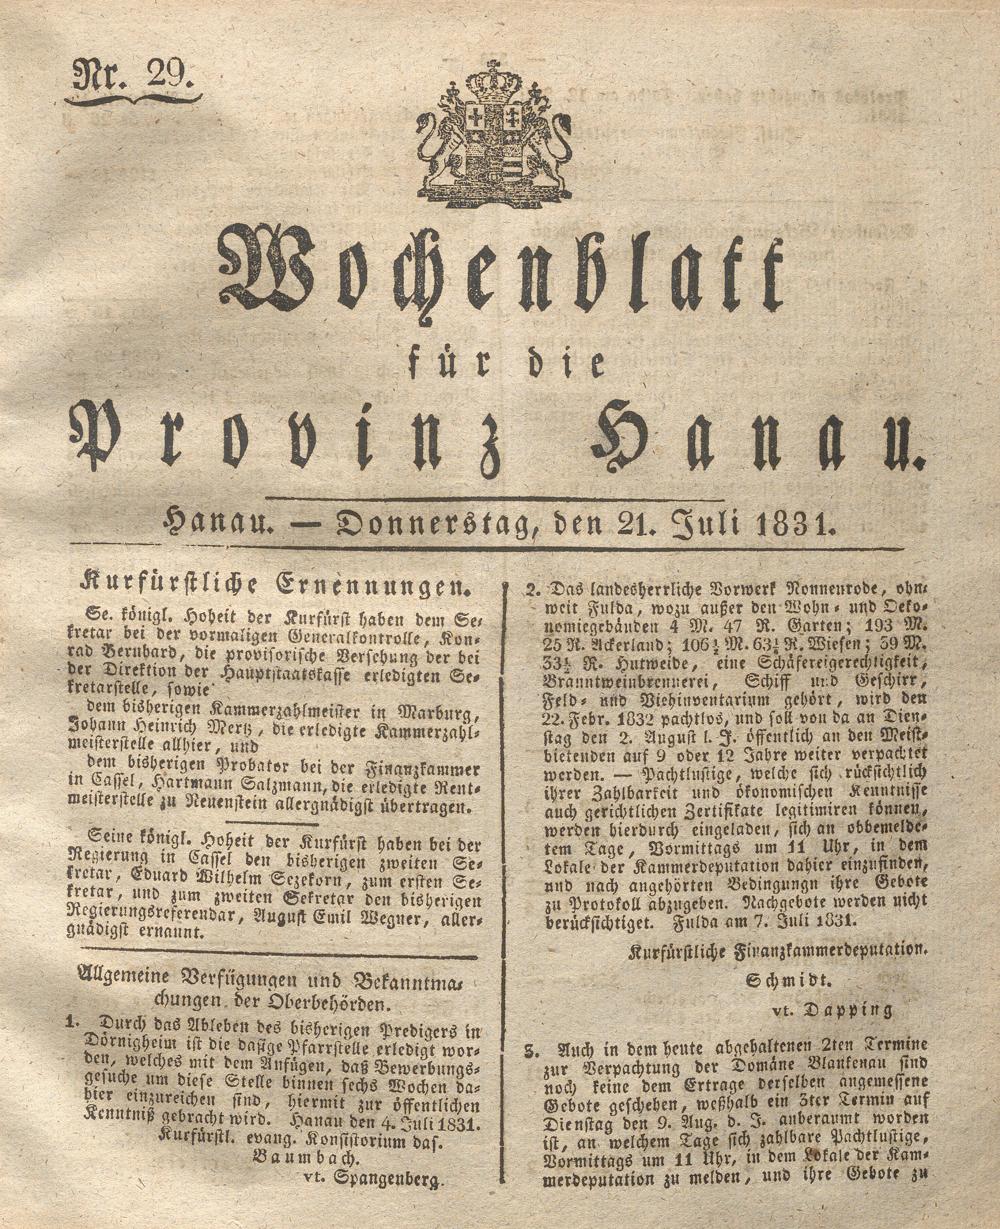 Nr. 29.
Wochenblatt
für die
Provinz Hanau.
Hanau. — Donnerstag, den 21. Juli 1831.
Kurfürstliche Ernennungen.
Se. königl. Hoheit der Kurfürst haben dem Se-
kretar bei der vormaligen Generalkontrolle, Kon-
rad Bernhard, die provisorische Versehung der bei
der Direktion der Hauptstaatskasse erledigten Se-
kretarstelle, sowie
dem bisherigen Kammerzahlmeister in Marburg,
Johann Heinrich Mertz, die erledigte Kammerzahl-
meisterstelle allhier, und
dem bisherigen Probator bei der Finanzkammer
in Cassel, Hartmann Salzmann, die erledigte Rent-
meisterstelle zu Neuenstein allergnädigst übertragen.
Seine königl. Hoheit der Kurfürst haben bei der
Regierung in Cassel den bisherigen zweiten Se-
kretar, Eduard Wilhelm Sezekorn, zum ersten Se-
kretar, und zum zweiten Sekretar den bisherigen
Regierungsreferendar, August Emil Wegner, aller-
gnädigst ernannt.
Allgemeine Verfügungen und Bekanntma-
chungen der Oberbehörden.
1. Durch das Ableben des bisherigen Predigers in
Dörnigheim ist die dasige Pfarrstelle erledigt wor-
den, welches mit dem Anfügen, daß Bewerbungs-
gesuche um diese Stelle binnen sechs Wochen da-
hier einzureichen sind, hiermit zur öffentlichen
Kenntniß gebracht wird. Hanau den 4. Juli 1831.
Kurfürstl. evang. Konsistorium das.
Baumbach.
vt. Spangenberg.
2. Das landesherrliche Vorwerk Nonnenrode, ohn-
weit Fulda, wozu außer den Wohn- und Oeko-
nomiegebäuden 4 M. 47 R. Garten; 193 M.
25 R. Ackerland; 106½ M. 63½ R. Wiesen; 39 M.
33½ R. Hutweide, eine Schäfereigerechtigkeit,
Branntweinbrennerei, Schiff und Geschirr,
Feld- und Viehinventarium gehört, wird den
22. Febr. 1832 pachtlos, und soll von da an Dien-
stag den 2. August l. J. öffentlich an den Meist-
bietenden auf 9 oder 12 Jahre weiter verpachtet
werden. — Pachtlustige, welche sich rücksichtlich
ihrer Zahlbarkeit und ökonomischen Kenntnisse
auch gerichtlichen Zertifikate legitimiren können,
werden hierdurch eingeladen, sich an obbemelde-
tem Tage, Vormittags um 11 Uhr, in dem
Lokale der Kammerdeputation dahier einzufinden,
und nach angehörten Bedingungn ihre Gebote
zu Protokoll abzugeben. Nachgebote werden nicht
berücksichtiget. Fulda am 7. Juli 1831.
Kurfürstliche Finanzkammerdeputation.
Schmidt.
vt. Dapping
3. Auch in dem heute abgehaltenen 2ten Termine
zur Verpachtung der Domäne Blankenau sind
noch keine dem Ertrage derselben angemessene
Gebote geschehen, weßhalb ein 3ter Termin auf
Dienstag den 9. Aug. d. J. anberaumt worden
ist, an welchem Tage sich zahlbare Pachtlustige,
Vormittags um 11 Uhr, in dem Lokale der Kam-
merdeputation zu melden, und ihre Gebote zu